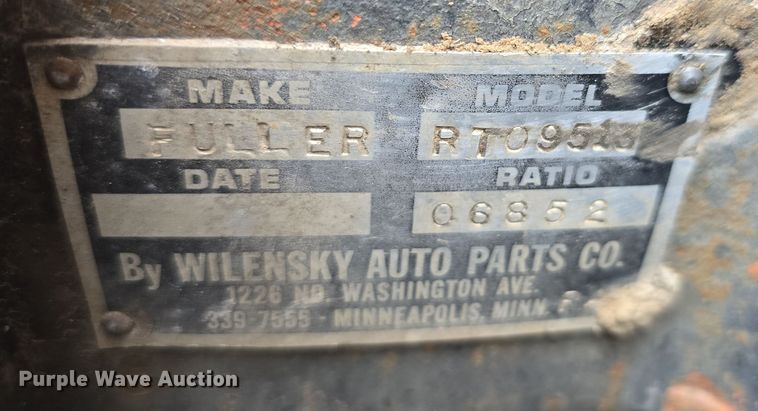 MAKE MODEL
FULLER RTO9513
DATE RATIO
06852
By WILENSKY AUTO PARTS CO.
1226 NO. WASHINGTON AVE.
339-7555 - MINNEAPOLIS, MINN.
Purple Wave Auction